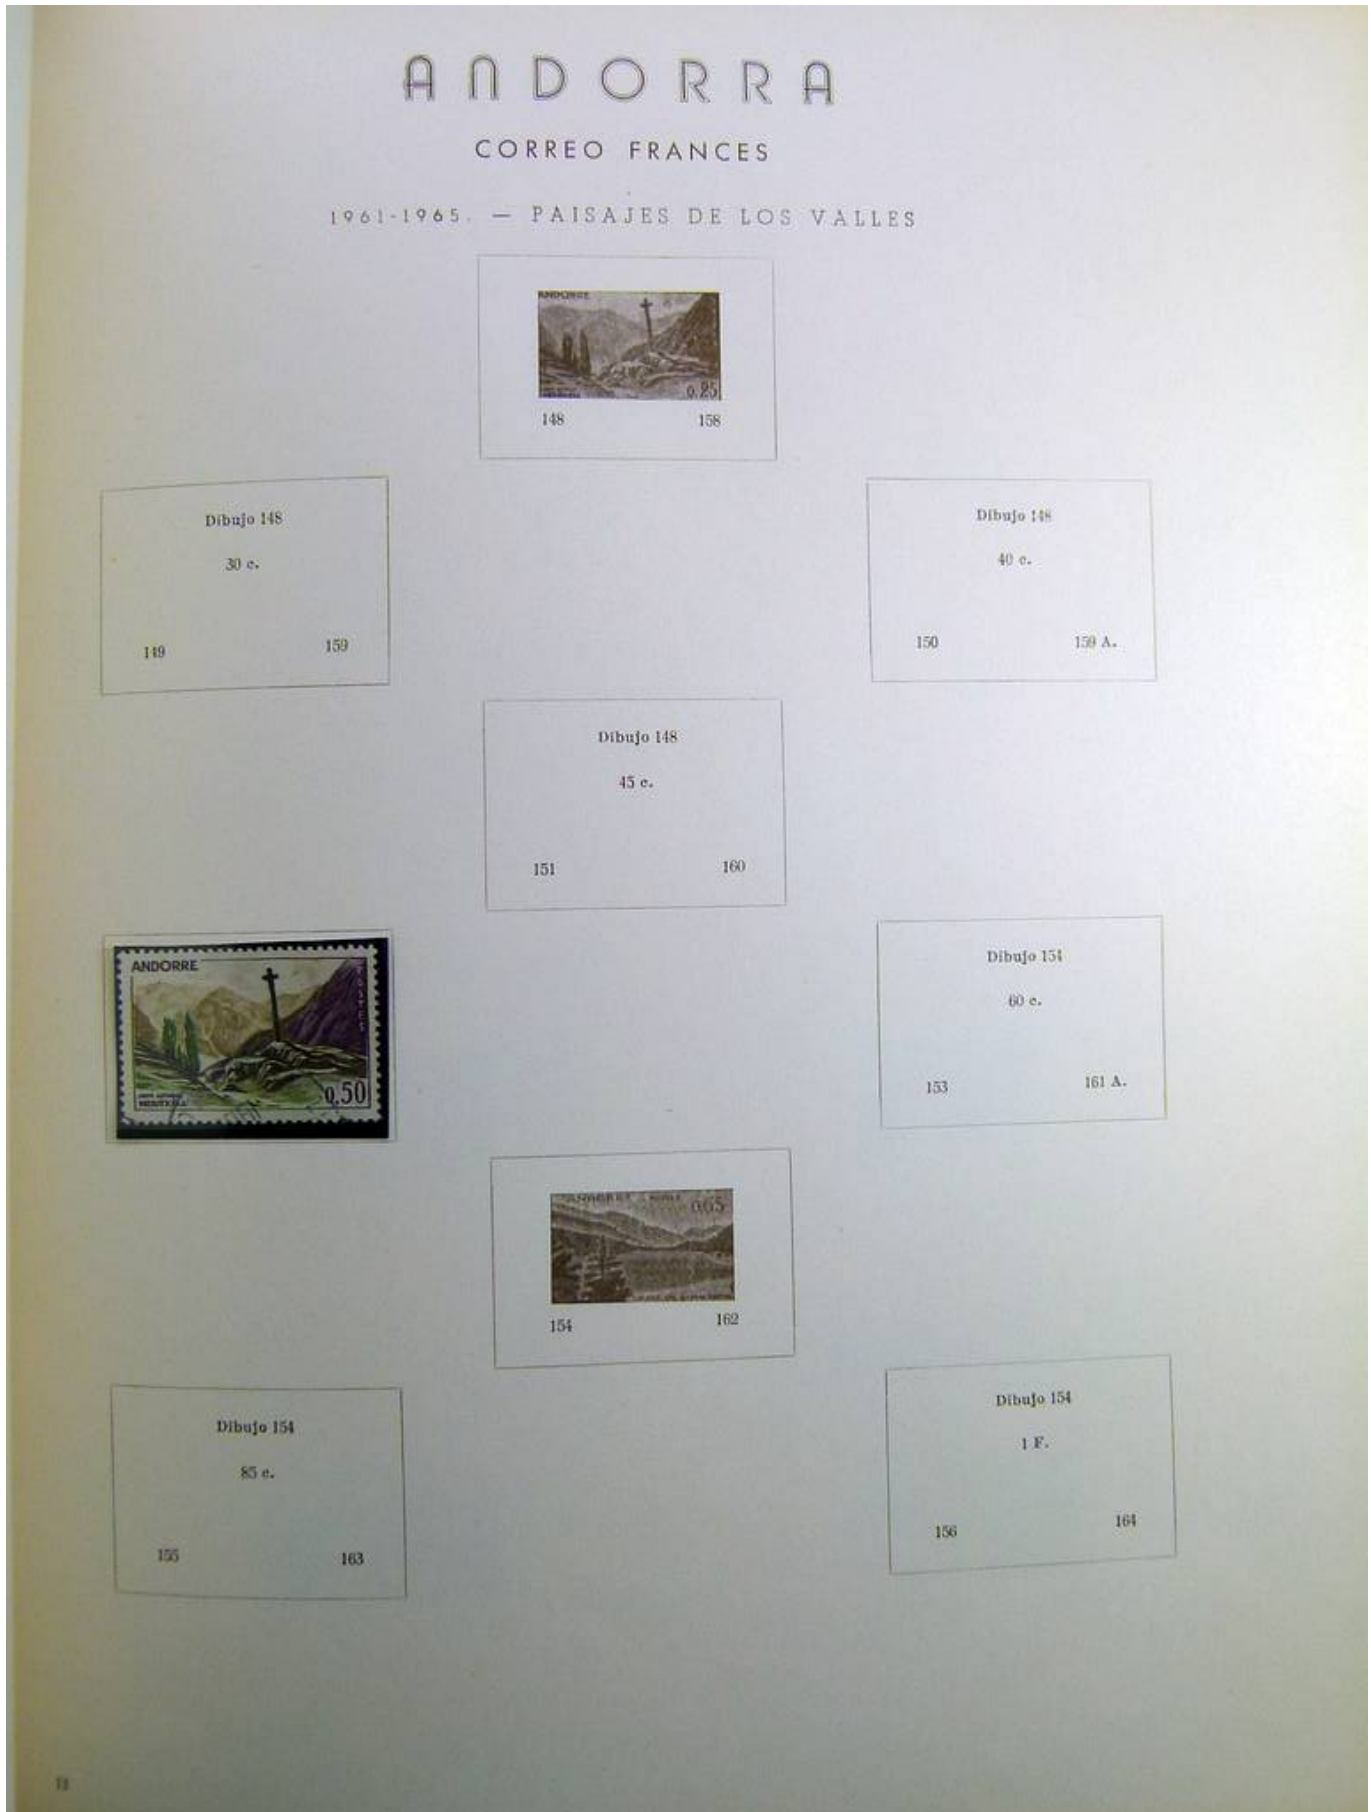 ANDORRA
CORREO FRANCES
1961-1965. — PAISAJES DE LOS VALLES
ANDORRE
0.25
148 158
Dibujo 148
30 c.
149 159
Dibujo 148
40 c.
150 159 A.
Dibujo 148
45 c.
151 160
ANDORRE
POSTES
0.50
MERITXELL
Dibujo 154
60 c.
153 161 A.
0.65
154 162
Dibujo 154
85 c.
155 163
Dibujo 154
1 F.
156 164